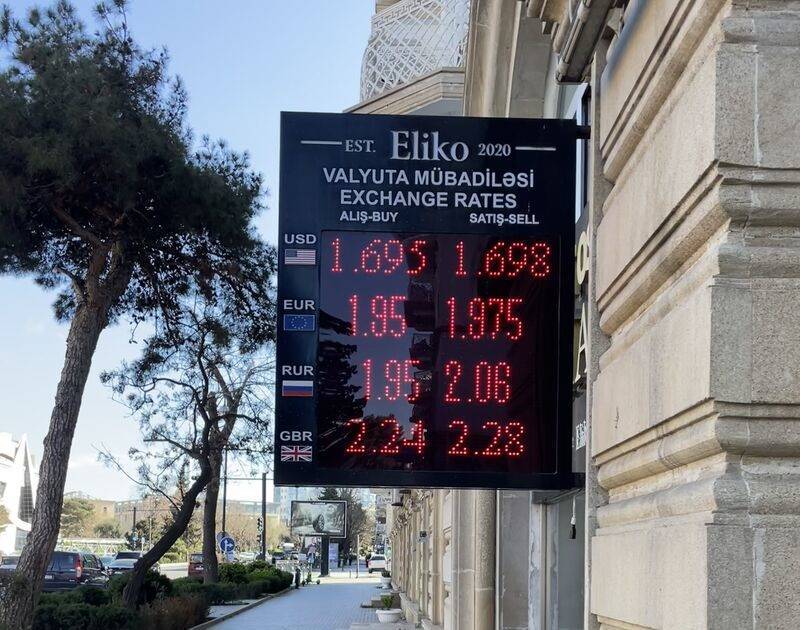 EST. Eliko 2020
VALYUTA MÜBADİLƏSİ
EXCHANGE RATES
ALIŞ-BUY SATIŞ-SELL
USD 1.695 1.698
EUR 1.95 1.975
RUR 1.95 2.06
GBR 2.24 2.28